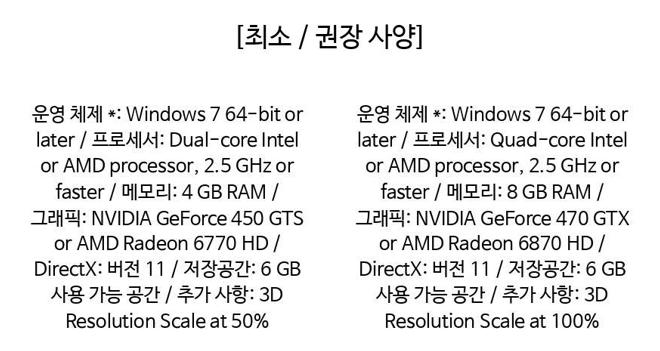 [최소 / 권장 사양]
운영 체제 *: Windows 7 64-bit or
later / 프로세서: Dual-core Intel
or AMD processor, 2.5 GHz or
faster / 메모리: 4 GB RAM /
그래픽: NVIDIA GeForce 450 GTS
or AMD Radeon 6770 HD /
DirectX: 버전 11 / 저장공간: 6 GB
사용 가능 공간 / 추가 사항: 3D
Resolution Scale at 50%
운영 체제 *: Windows 7 64-bit or
later / 프로세서: Quad-core Intel
or AMD processor, 2.5 GHz or
faster / 메모리: 8 GB RAM /
그래픽: NVIDIA GeForce 470 GTX
or AMD Radeon 6870 HD /
DirectX: 버전 11 / 저장공간: 6 GB
사용 가능 공간 / 추가 사항: 3D
Resolution Scale at 100%